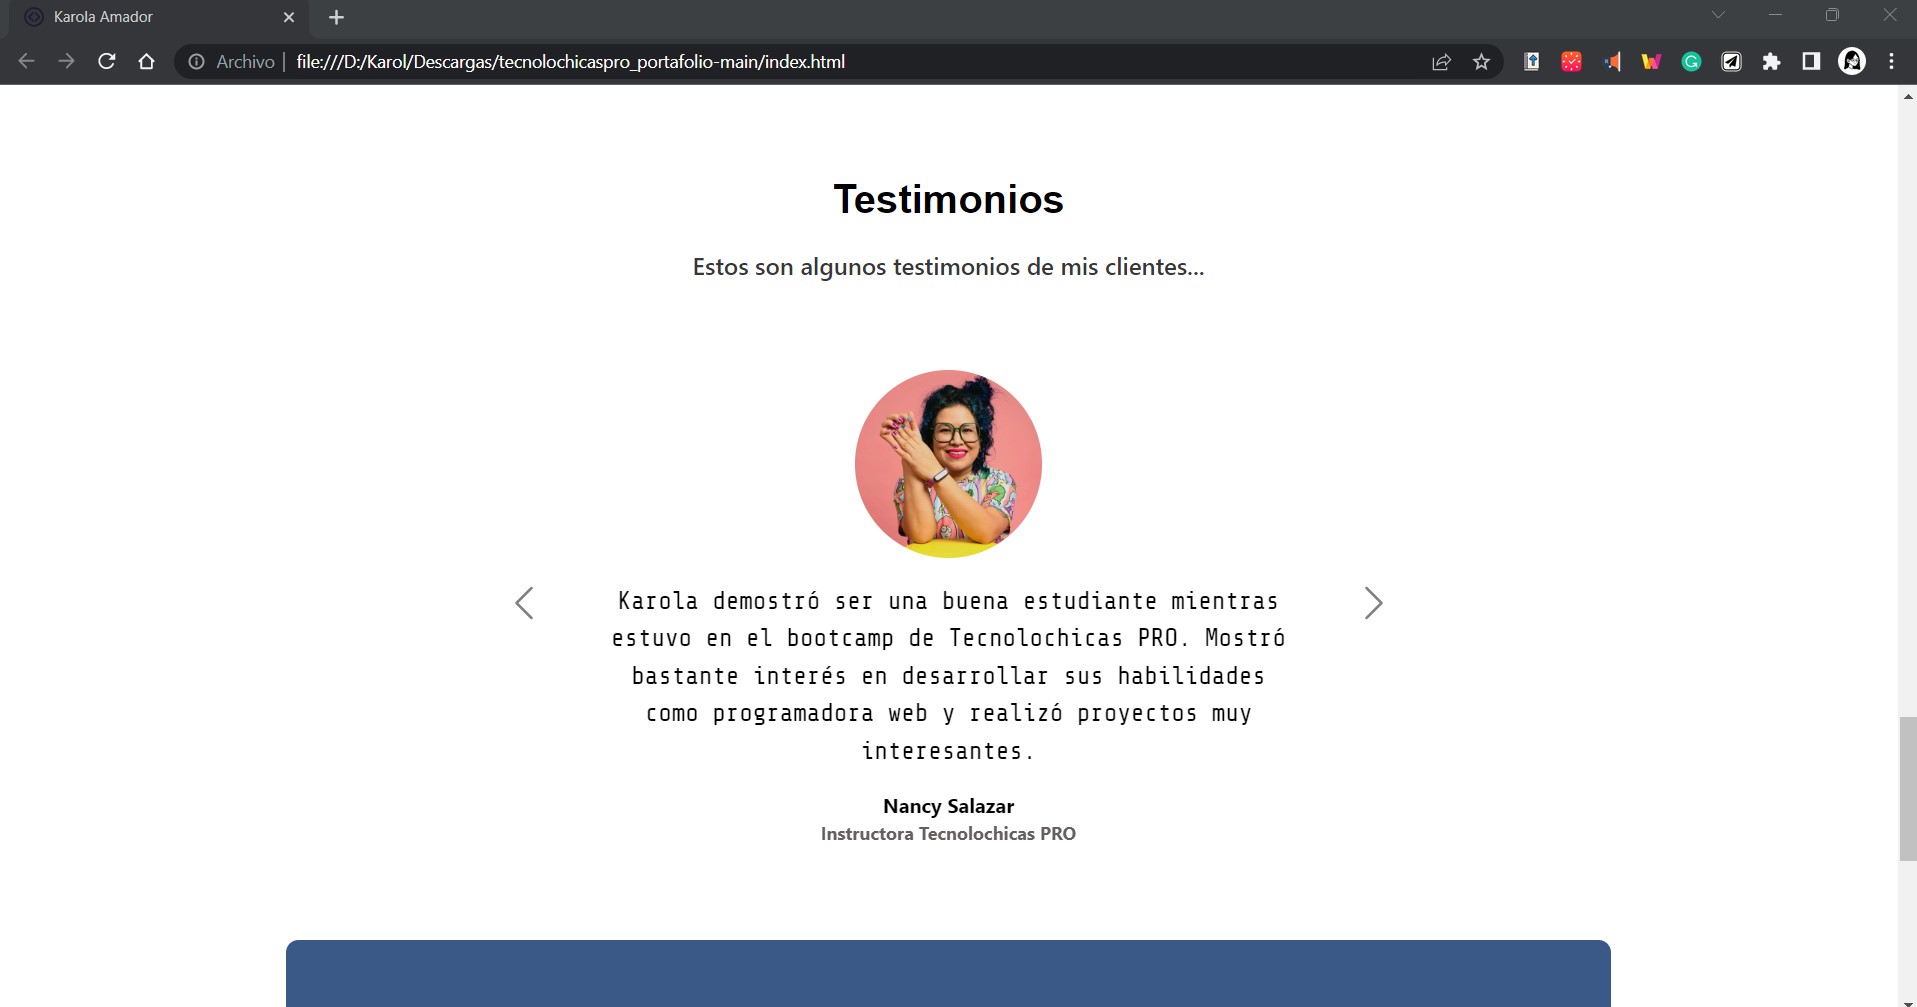 Karola Amador
Archivo | file:///D:/Karol/Descargas/tecnolochicaspro_portafolio-main/index.html
Testimonios
Estos son algunos testimonios de mis clientes...
Karola demostró ser una buena estudiante mientras
estuvo en el bootcamp de Tecnolochicas PRO. Mostró
bastante interés en desarrollar sus habilidades
como programadora web y realizó proyectos muy
interesantes.
Nancy Salazar
Instructora Tecnolochicas PRO